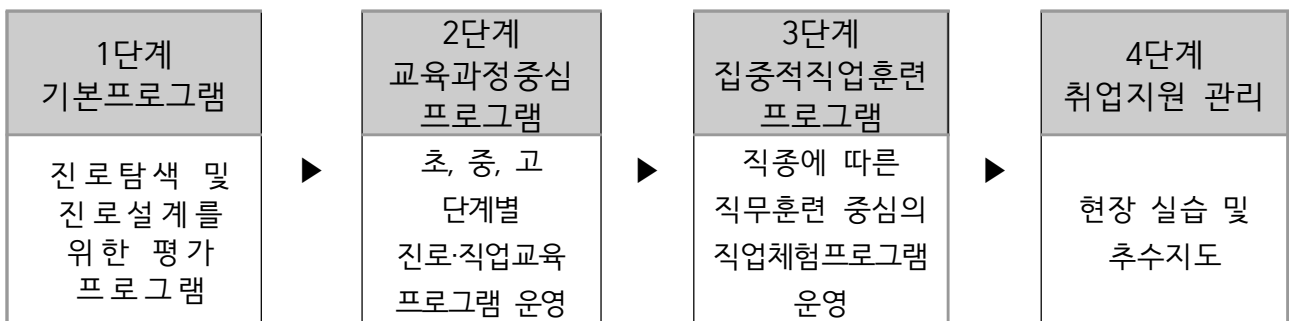 1단계
기본프로그램
진로탐색 및
진로설계를
위한 평가
프로그램
▶
2단계
교육과정중심
프로그램
초, 중, 고
단계별
진로·직업교육
프로그램 운영
▶
3단계
집중적직업훈련
프로그램
직종에 따른
직무훈련 중심의
직업체험프로그램
운영
▶
4단계
취업지원 관리
현장 실습 및
추수지도